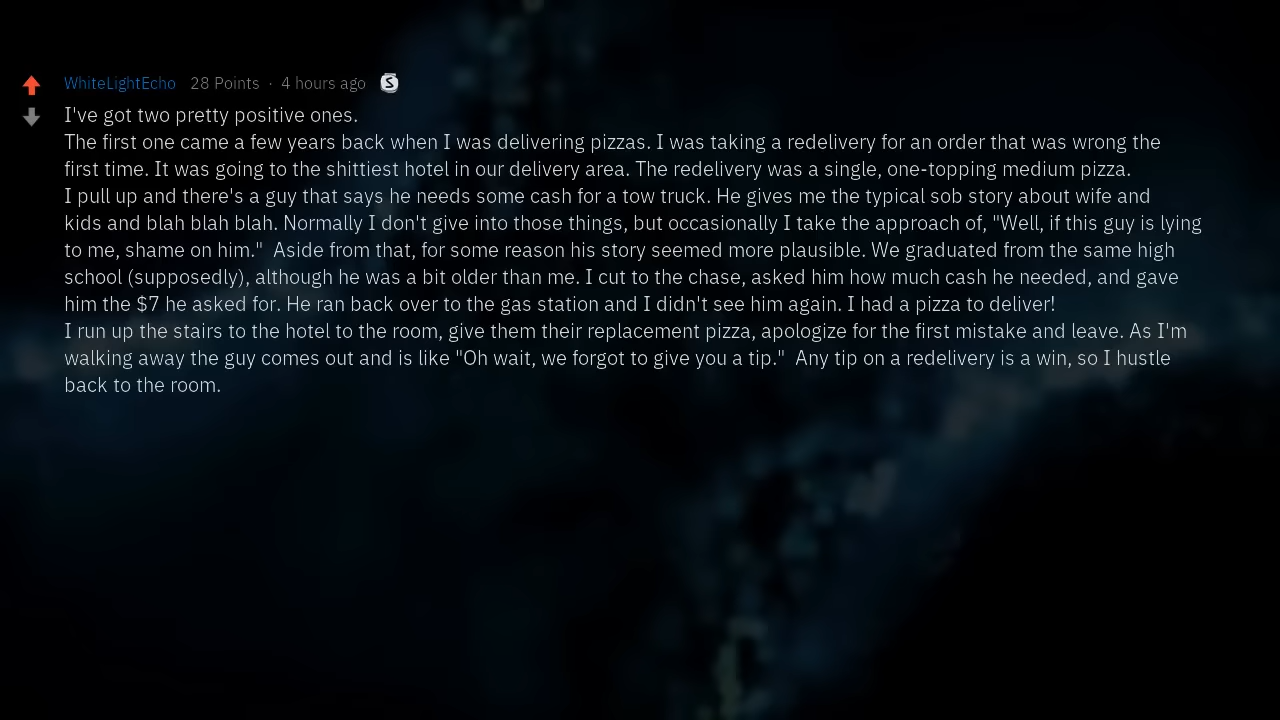 WhiteLightEcho 28 Points · 4 hours ago S
I've got two pretty positive ones.
The first one came a few years back when I was delivering pizzas. I was taking a redelivery for an order that was wrong the
first time. It was going to the shittiest hotel in our delivery area. The redelivery was a single, one-topping medium pizza.
I pull up and there's a guy that says he needs some cash for a tow truck. He gives me the typical sob story about wife and
kids and blah blah blah. Normally I don't give into those things, but occasionally I take the approach of, "Well, if this guy is lying
to me, shame on him."  Aside from that, for some reason his story seemed more plausible. We graduated from the same high
school (supposedly), although he was a bit older than me. I cut to the chase, asked him how much cash he needed, and gave
him the $7 he asked for. He ran back over to the gas station and I didn't see him again. I had a pizza to deliver!
I run up the stairs to the hotel to the room, give them their replacement pizza, apologize for the first mistake and leave. As I'm
walking away the guy comes out and is like "Oh wait, we forgot to give you a tip."  Any tip on a redelivery is a win, so I hustle
back to the room.